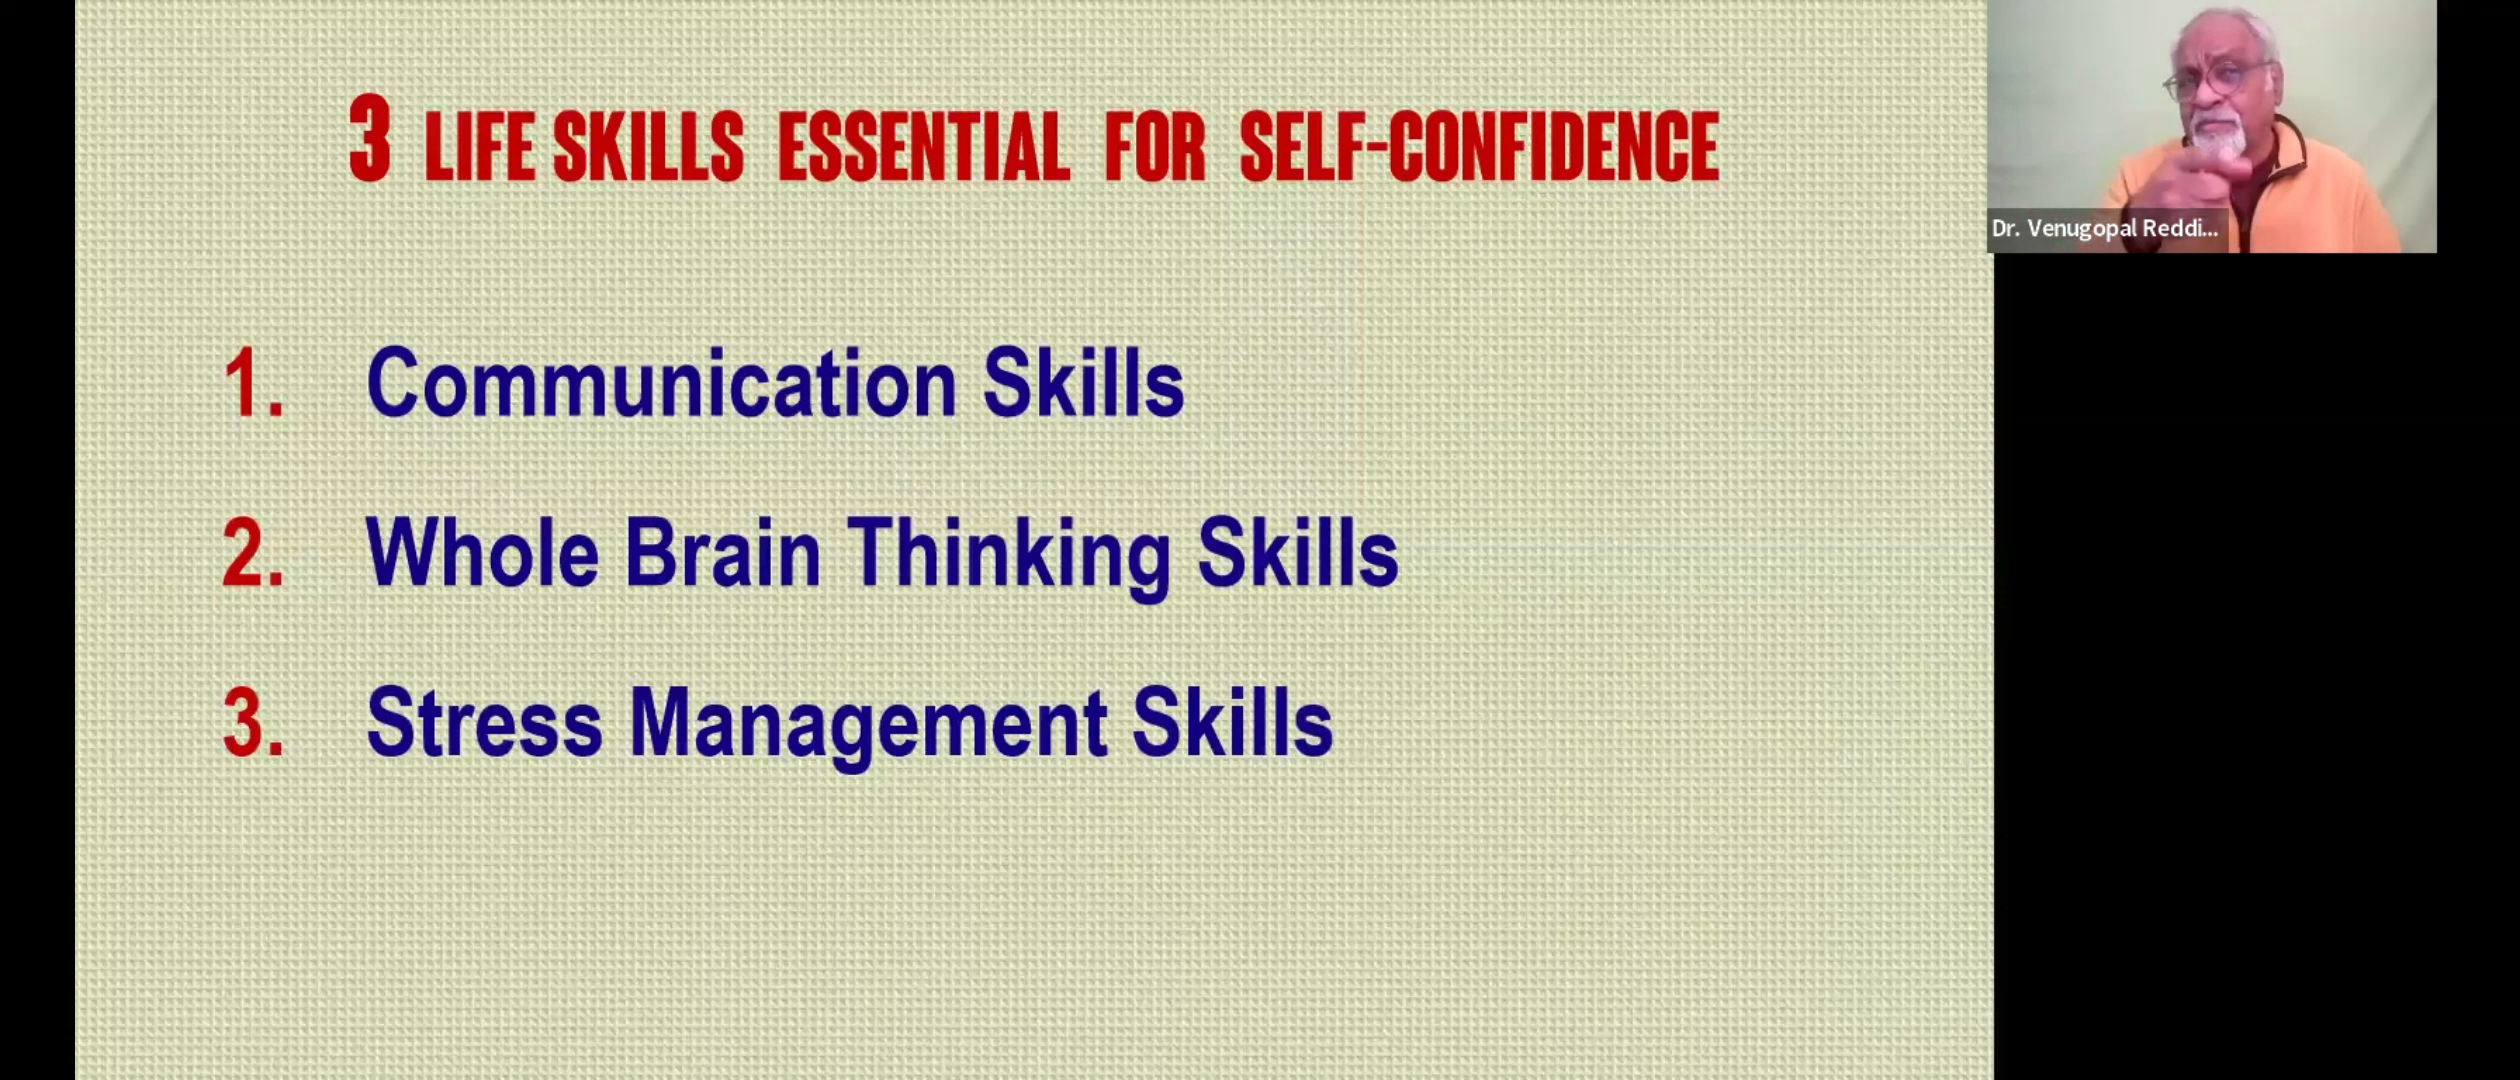 3 LIFE SKILLS ESSENTIAL FOR SELF-CONFIDENCE
1. Communication Skills
2. Whole Brain Thinking Skills
3. Stress Management Skills
Dr. Venugopal Reddi...